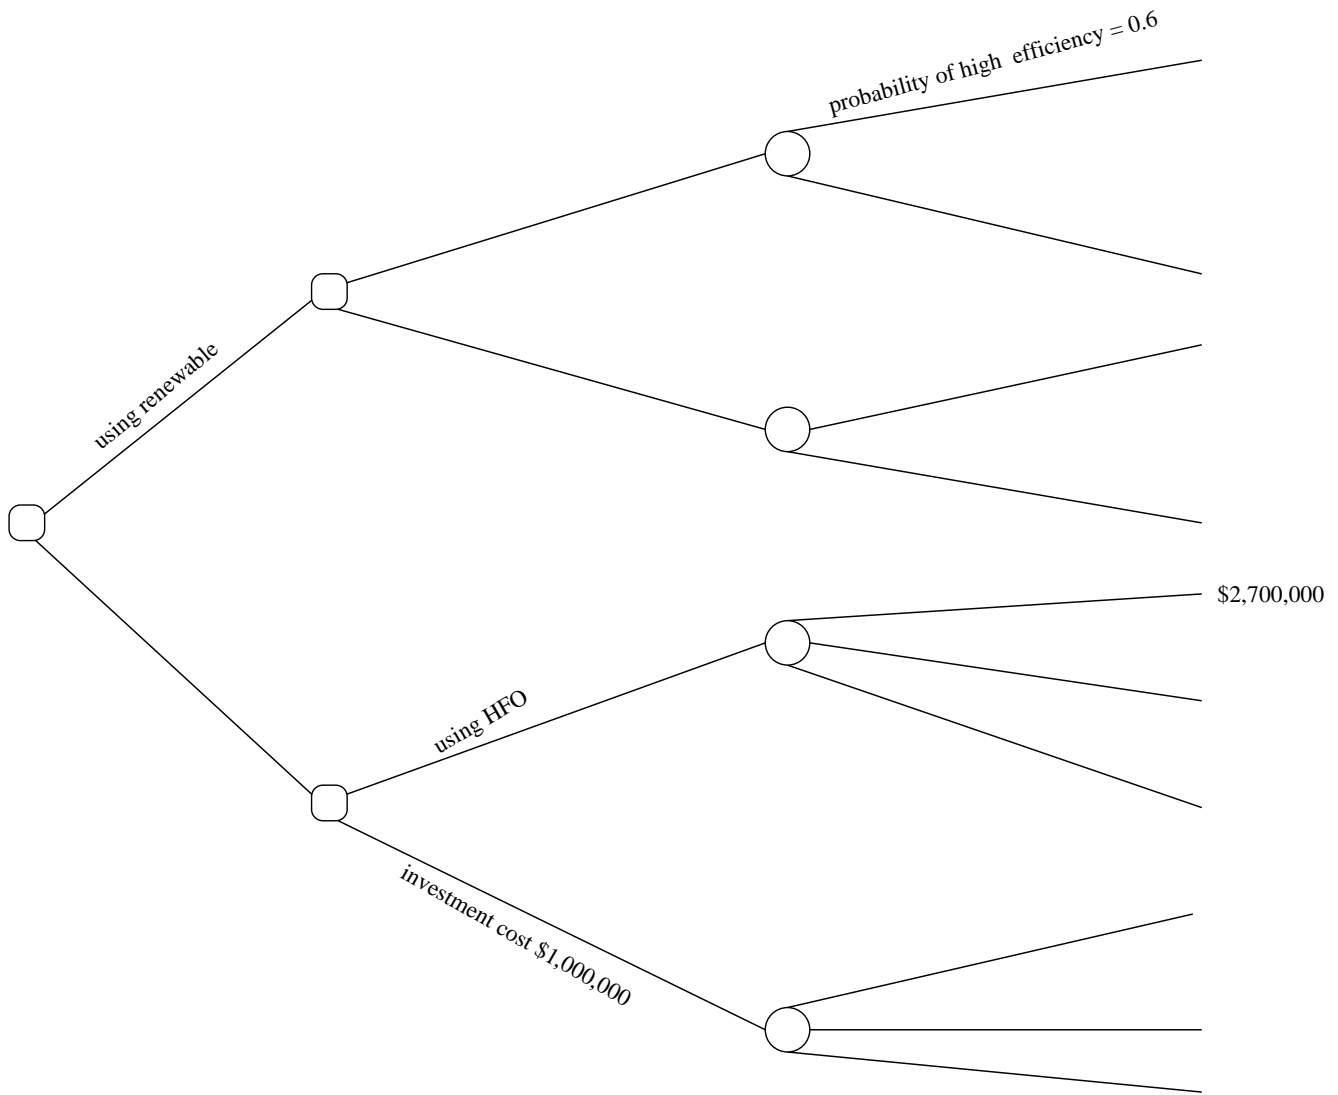 probability of high efficiency = 0.6
using renewable
$2,700,000
using HFO
investment cost $1,000,000